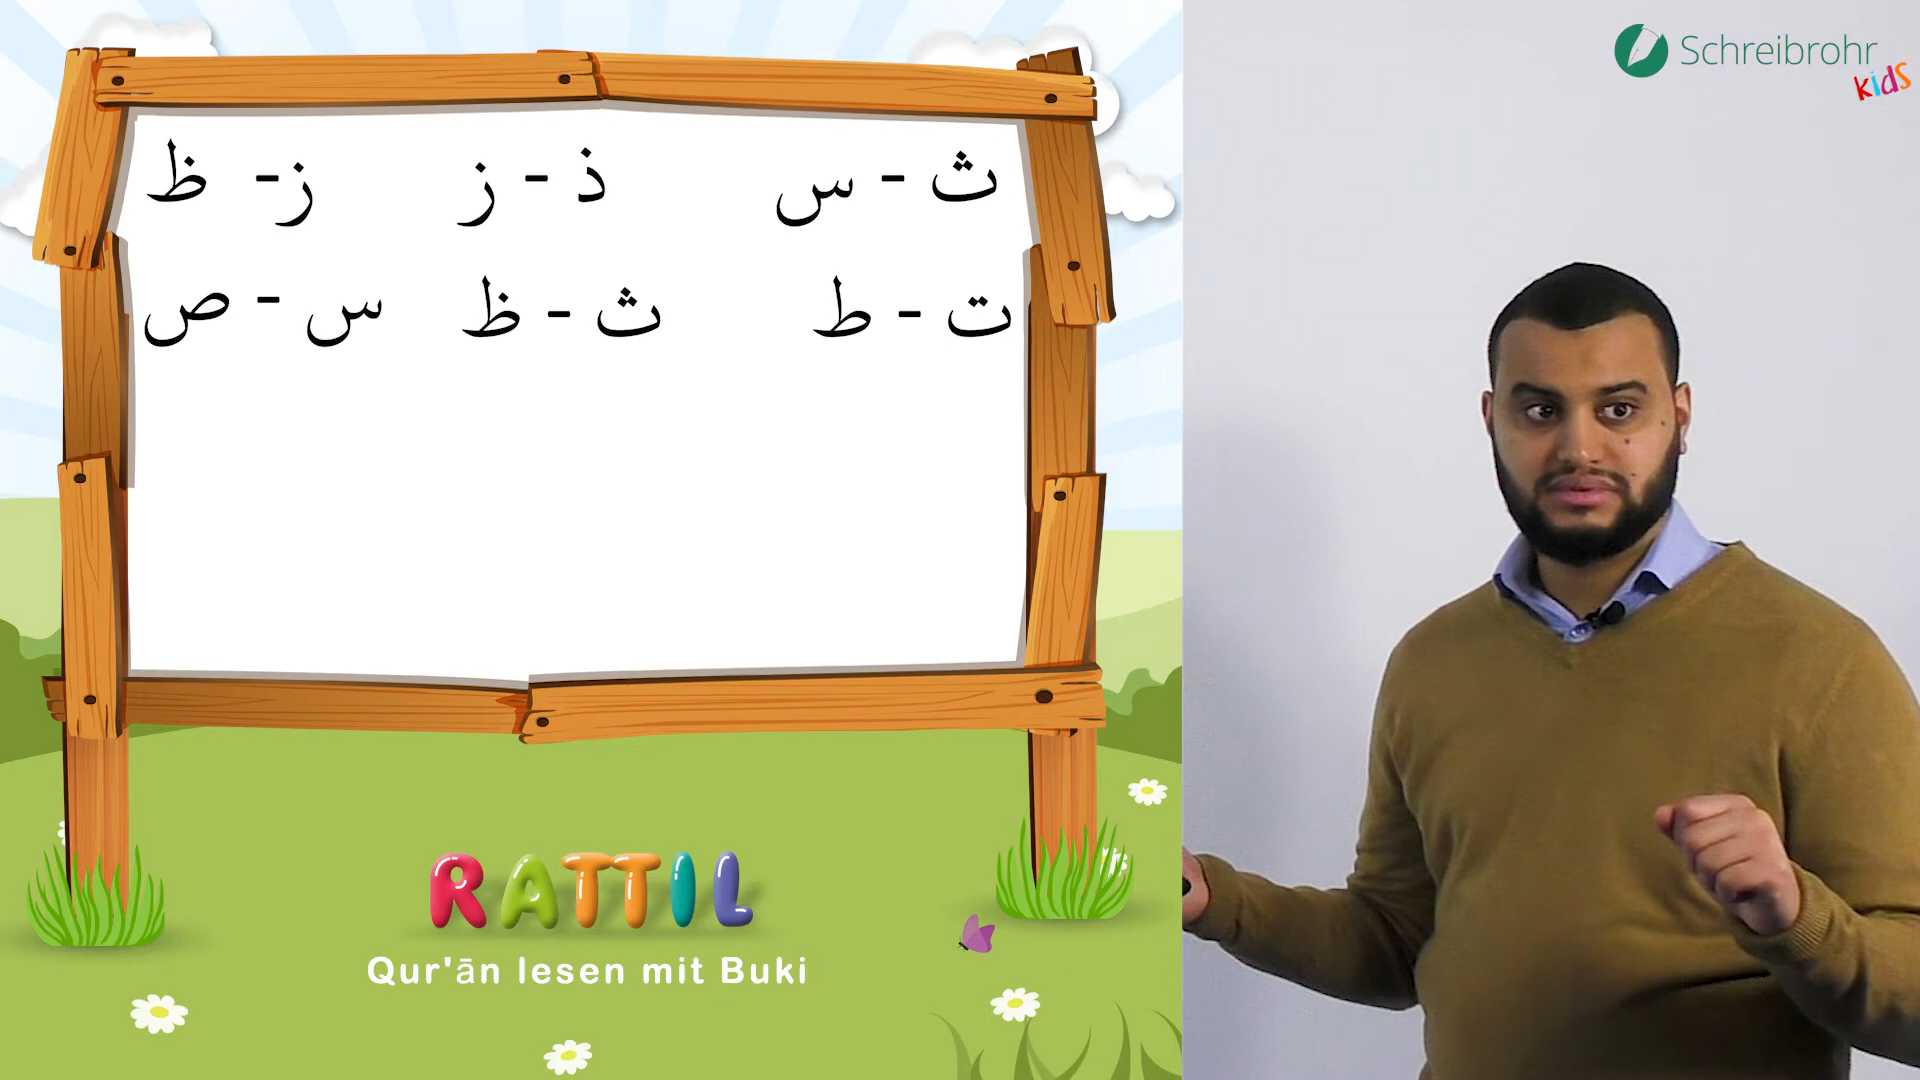 Schreibrohr
kids
ث - س ذ - ز ز - ظ
ت - ط ث - ظ س - ص
RATTIL
Qur'ān lesen mit Buki